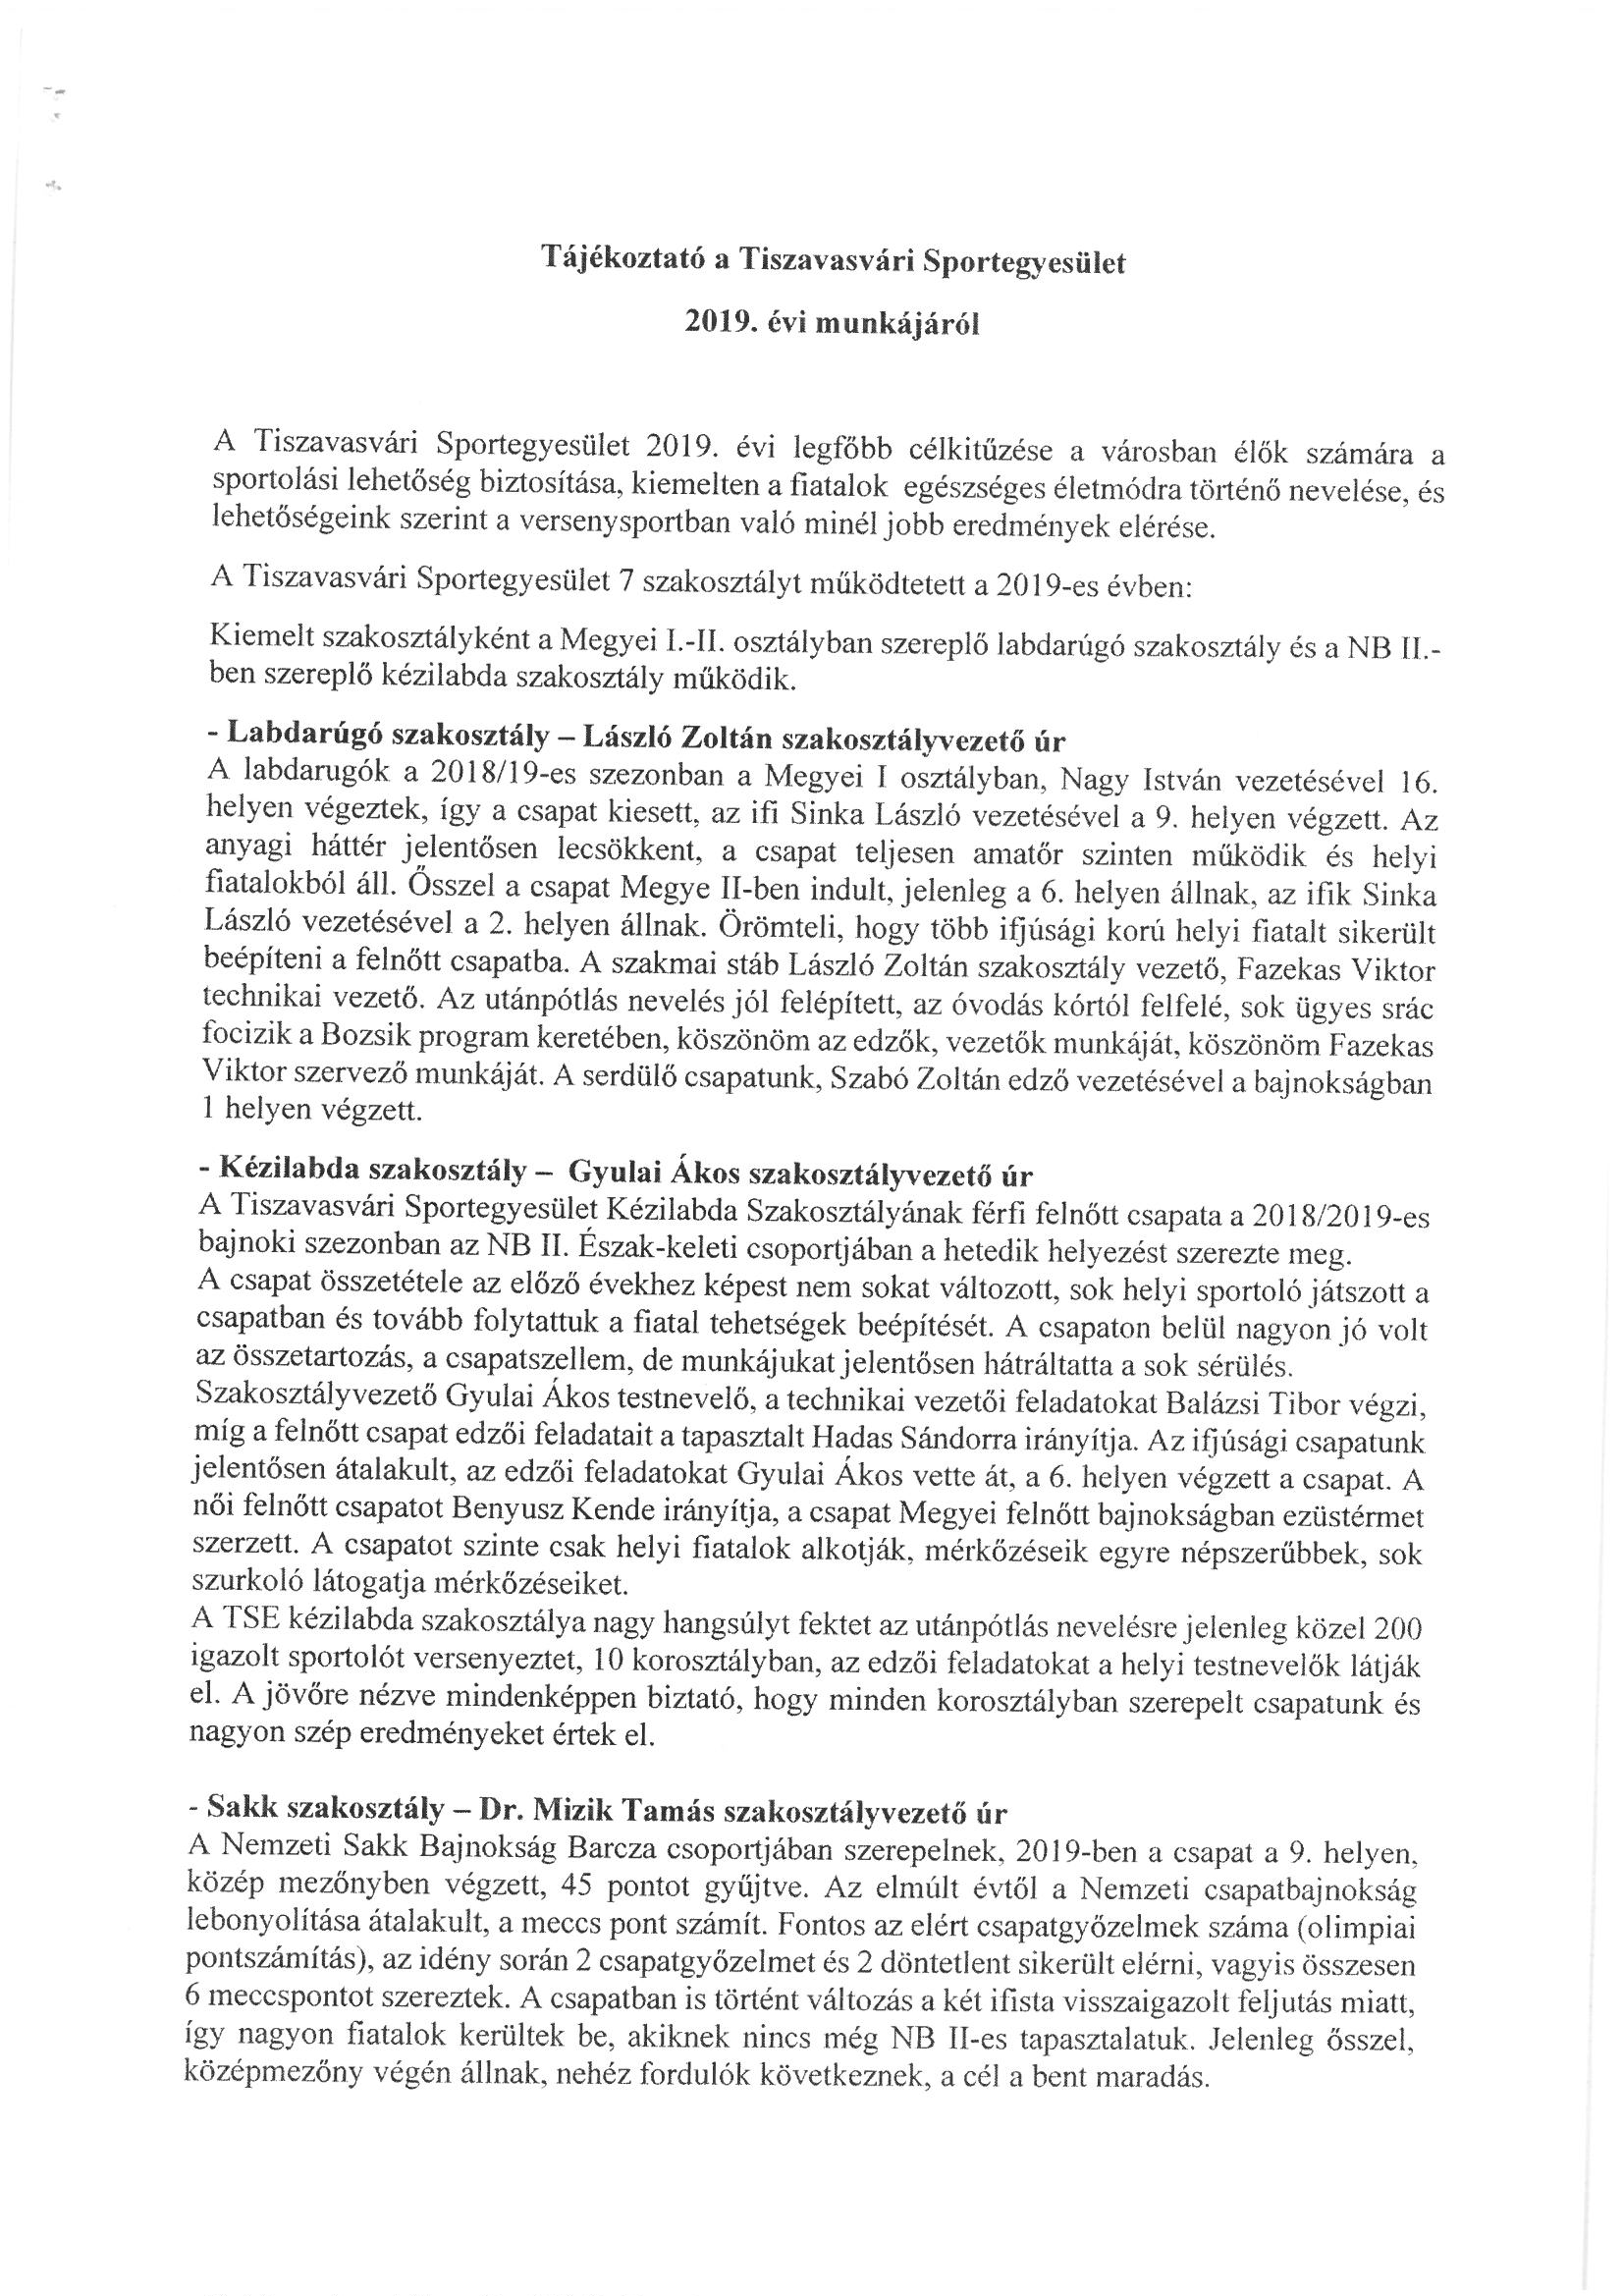 Tájékoztató a Tiszavasvári Sportegyesület
2019. évi munkájáról
A Tiszavasvári Sportegyesület 2019. évi legfőbb célkitűzése a városban élők számára a
sportolási lehetőség biztosítása, kiemelten a fiatalok egészséges életmódra történő nevelése, és
lehetőségeink szerint a versenysportban való minél jobb eredmények elérése.
A Tiszavasvári Sportegyesület 7 szakosztályt működtetett a 2019-es évben:
Kiemelt szakosztályként a Megyei I.-II. osztályban szereplő labdarúgó szakosztály és a NB II.-
ben szereplő kézilabda szakosztály működik.
- Labdarúgó szakosztály – László Zoltán szakosztályvezető úr
A labdarugók a 2018/19-es szezonban a Megyei I osztályban, Nagy István vezetésével 16.
helyen végeztek, így a csapat kiesett, az ifi Sinka László vezetésével a 9. helyen végzett. Az
anyagi háttér jelentősen lecsökkent, a csapat teljesen amatőr szinten működik és helyi
fiatalokból áll. Ősszel a csapat Megye II-ben indult, jelenleg a 6. helyen állnak, az ifik Sinka
László vezetésével a 2. helyen állnak. Örömteli, hogy több ifjúsági korú helyi fiatalt sikerült
beépíteni a felnőtt csapatba. A szakmai stáb László Zoltán szakosztály vezető, Fazekas Viktor
technikai vezető. Az utánpótlás nevelés jól felépített, az óvodás kórtól felfelé, sok ügyes srác
focizik a Bozsik program keretében, köszönöm az edzők, vezetők munkáját, köszönöm Fazekas
Viktor szervező munkáját. A serdülő csapatunk, Szabó Zoltán edző vezetésével a bajnokságban
1 helyen végzett.
- Kézilabda szakosztály – Gyulai Ákos szakosztályvezető úr
A Tiszavasvári Sportegyesület Kézilabda Szakosztályának férfi felnőtt csapata a 2018/2019-es
bajnoki szezonban az NB II. Észak-keleti csoportjában a hetedik helyezést szerezte meg.
A csapat összetétele az előző évekhez képest nem sokat változott, sok helyi sportoló játszott a
csapatban és tovább folytattuk a fiatal tehetségek beépítését. A csapaton belül nagyon jó volt
az összetartozás, a csapatszellem, de munkájukat jelentősen hátráltatta a sok sérülés.
Szakosztályvezető Gyulai Ákos testnevelő, a technikai vezetői feladatokat Balázsi Tibor végzi,
míg a felnőtt csapat edzői feladatait a tapasztalt Hadas Sándorra irányítja. Az ifjúsági csapatunk
jelentősen átalakult, az edzői feladatokat Gyulai Ákos vette át, a 6. helyen végzett a csapat. A
női felnőtt csapatot Benyusz Kende irányítja, a csapat Megyei felnőtt bajnokságban ezüstérmet
szerzett. A csapatot szinte csak helyi fiatalok alkotják, mérkőzéseik egyre népszerűbbek, sok
szurkoló látogatja mérkőzéseiket.
A TSE kézilabda szakosztálya nagy hangsúlyt fektet az utánpótlás nevelésre jelenleg közel 200
igazolt sportolót versenyeztet, 10 korosztályban, az edzői feladatokat a helyi testnevelők látják
el. A jövőre nézve mindenképpen biztató, hogy minden korosztályban szerepelt csapatunk és
nagyon szép eredményeket értek el.
- Sakk szakosztály – Dr. Mizik Tamás szakosztályvezető úr
A Nemzeti Sakk Bajnokság Barcza csoportjában szerepelnek, 2019-ben a csapat a 9. helyen,
közép mezőnyben végzett, 45 pontot gyűjtve. Az elmúlt évtől a Nemzeti csapatbajnokság
lebonyolítása átalakult, a meccs pont számít. Fontos az elért csapatgyőzelmek száma (olimpiai
pontszámítás), az idény során 2 csapatgyőzelmet és 2 döntetlent sikerült elérni, vagyis összesen
6 meccspontot szereztek. A csapatban is történt változás a két ifista visszaigazolt feljutás miatt,
így nagyon fiatalok kerültek be, akiknek nincs még NB II-es tapasztalatuk. Jelenleg ősszel,
középmezőny végén állnak, nehéz fordulók következnek, a cél a bent maradás.